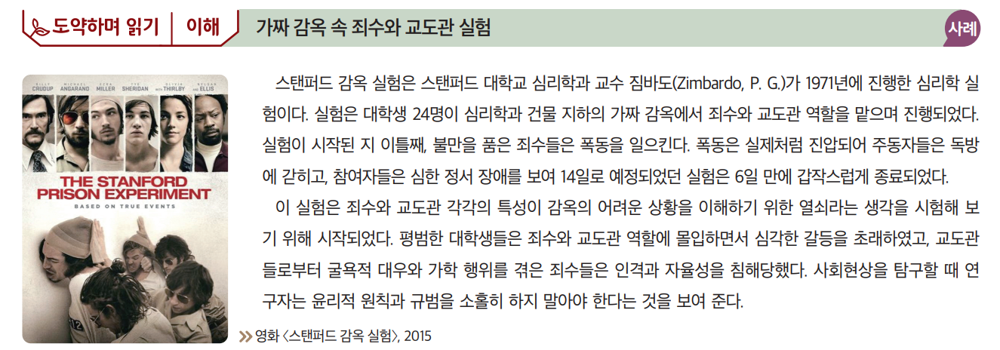 도약하며 읽기 이해 가짜 감옥 속 죄수와 교도관 실험 사례
BILLY CRUDUP MICHAEL ANGARANO EZRA MILLER TYE SHERIDAN WITH OLIVIA THIRLBY AND NELSAN ELLIS
THE STANFORD
PRISON EXPERIMENT
BASED ON TRUE EVENTS
스탠퍼드 감옥 실험은 스탠퍼드 대학교 심리학과 교수 짐바도(Zimbardo, P. G.)가 1971년에 진행한 심리학 실
험이다. 실험은 대학생 24명이 심리학과 건물 지하의 가짜 감옥에서 죄수와 교도관 역할을 맡으며 진행되었다.
실험이 시작된 지 이틀째, 불만을 품은 죄수들은 폭동을 일으킨다. 폭동은 실제처럼 진압되어 주동자들은 독방
에 갇히고, 참여자들은 심한 정서 장애를 보여 14일로 예정되었던 실험은 6일 만에 갑작스럽게 종료되었다.
이 실험은 죄수와 교도관 각각의 특성이 감옥의 어려운 상황을 이해하기 위한 열쇠라는 생각을 시험해 보
기 위해 시작되었다. 평범한 대학생들은 죄수와 교도관 역할에 몰입하면서 심각한 갈등을 초래하였고, 교도관
들로부터 굴욕적 대우와 가학 행위를 겪은 죄수들은 인격과 자율성을 침해당했다. 사회현상을 탐구할 때 연
구자는 윤리적 원칙과 규범을 소홀히 하지 말아야 한다는 것을 보여 준다.
영화 〈스탠퍼드 감옥 실험〉, 2015